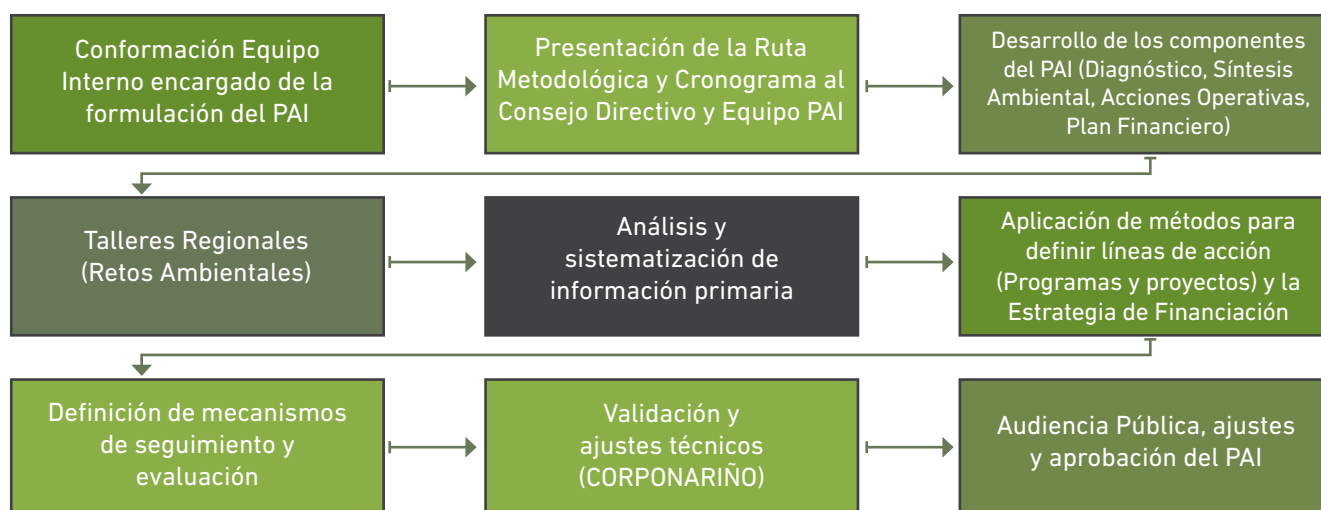 Conformación Equipo
Interno encargado de la
formulación del PAI
Presentación de la Ruta
Metodológica y Cronograma al
Consejo Directivo y Equipo PAI
Desarrollo de los componentes
del PAI (Diagnóstico, Síntesis
Ambiental, Acciones Operativas,
Plan Financiero)
Talleres Regionales
(Retos Ambientales)
Análisis y
sistematización de
información primaria
Aplicación de métodos para
definir líneas de acción
(Programas y proyectos) y la
Estrategia de Financiación
Definición de mecanismos
de seguimiento y
evaluación
Validación y
ajustes técnicos
(CORPONARIÑO)
Audiencia Pública, ajustes
y aprobación del PAI